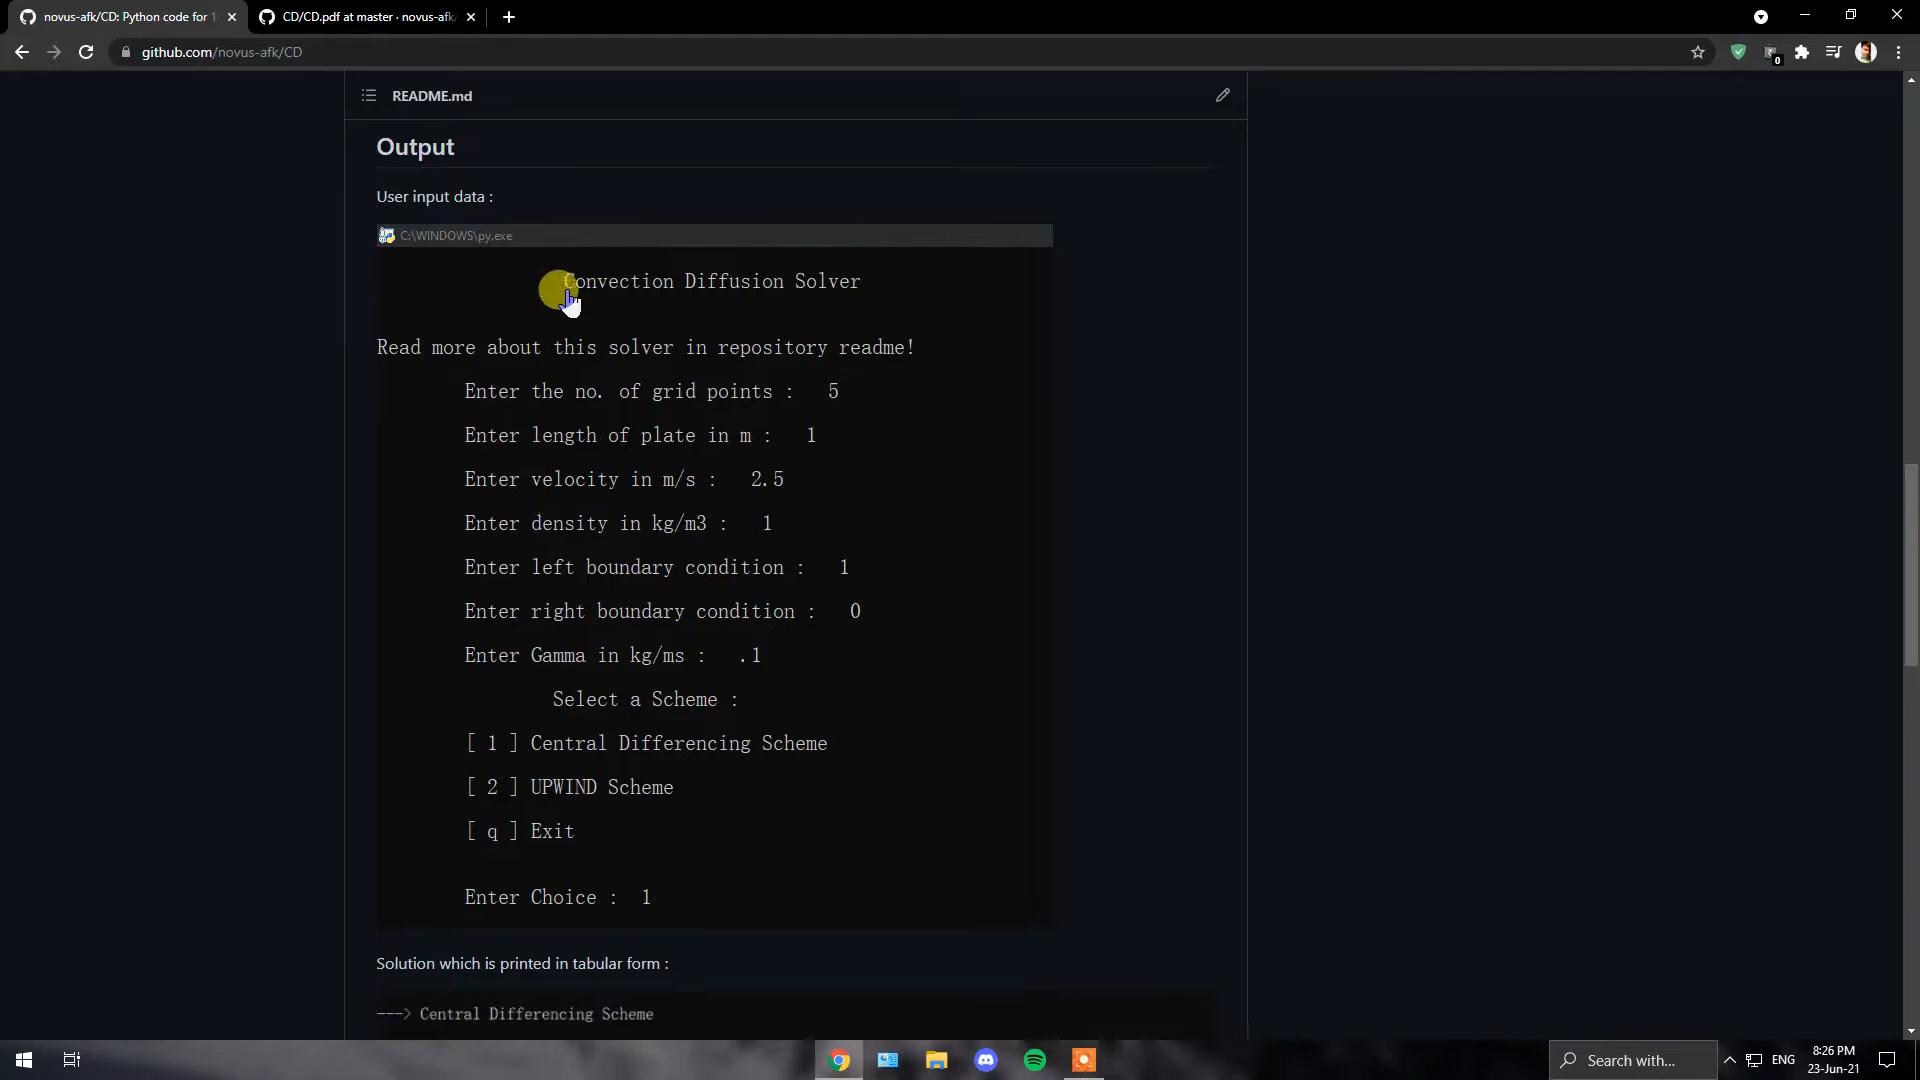 novus-afk/CD: Python code for 1
CD/CD.pdf at master · novus-afk/
github.com/novus-afk/CD
0
README.md
Output
User input data :
C:\WINDOWS\py.exe
Convection Diffusion Solver
Read more about this solver in repository readme!
Enter the no. of grid points : 5
Enter length of plate in m : 1
Enter velocity in m/s : 2.5
Enter density in kg/m3 : 1
Enter left boundary condition : 1
Enter right boundary condition : 0
Enter Gamma in kg/ms : .1
Select a Scheme :
[ 1 ] Central Differencing Scheme
[ 2 ] UPWIND Scheme
[ q ] Exit
Enter Choice : 1
Solution which is printed in tabular form :
---> Central Differencing Scheme
Search with...
ENG
8:26 PM
23-Jun-21